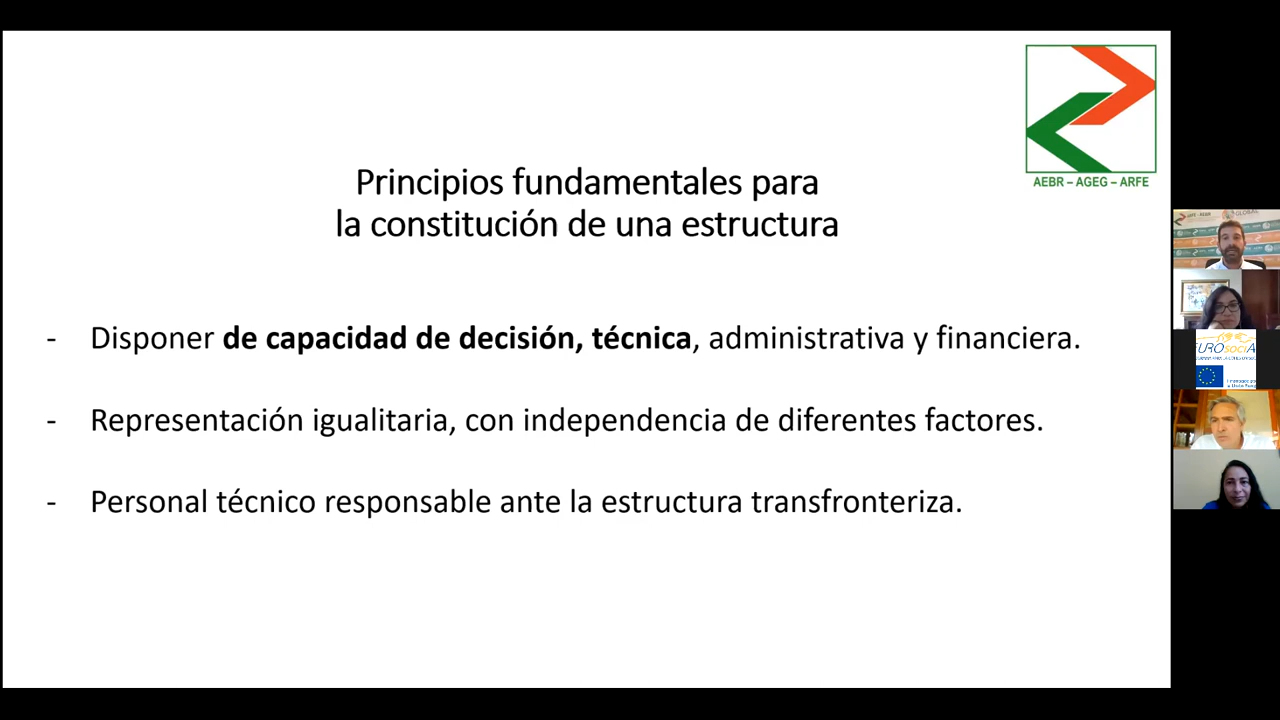 AEBR – AGEG – ARFE
Principios fundamentales para
la constitución de una estructura
- Disponer de capacidad de decisión, técnica, administrativa y financiera.
- Representación igualitaria, con independencia de diferentes factores.
- Personal técnico responsable ante la estructura transfronteriza.
EUROsociA